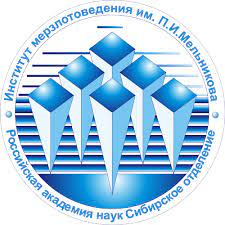 Институт мерзлотоведения им. П.И.Мельникова
Российская академия наук Сибирское отделение